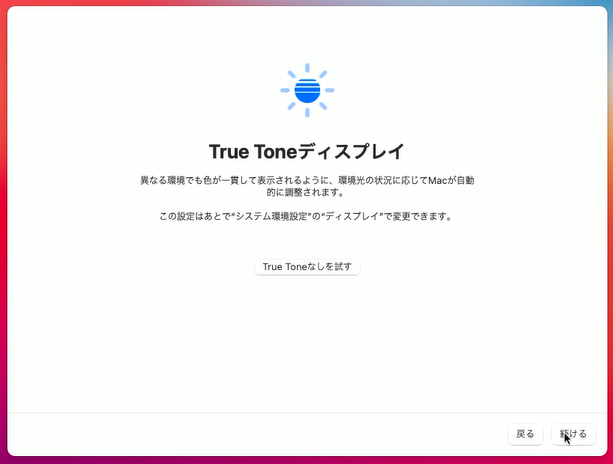 True Toneディスプレイ
異なる環境でも色が一貫して表示されるように、環境光の状況に応じてMacが自動
的に調整されます。
この設定はあとで“システム環境設定”の“ディスプレイ”で変更できます。
True Toneなしを試す
戻る
続ける